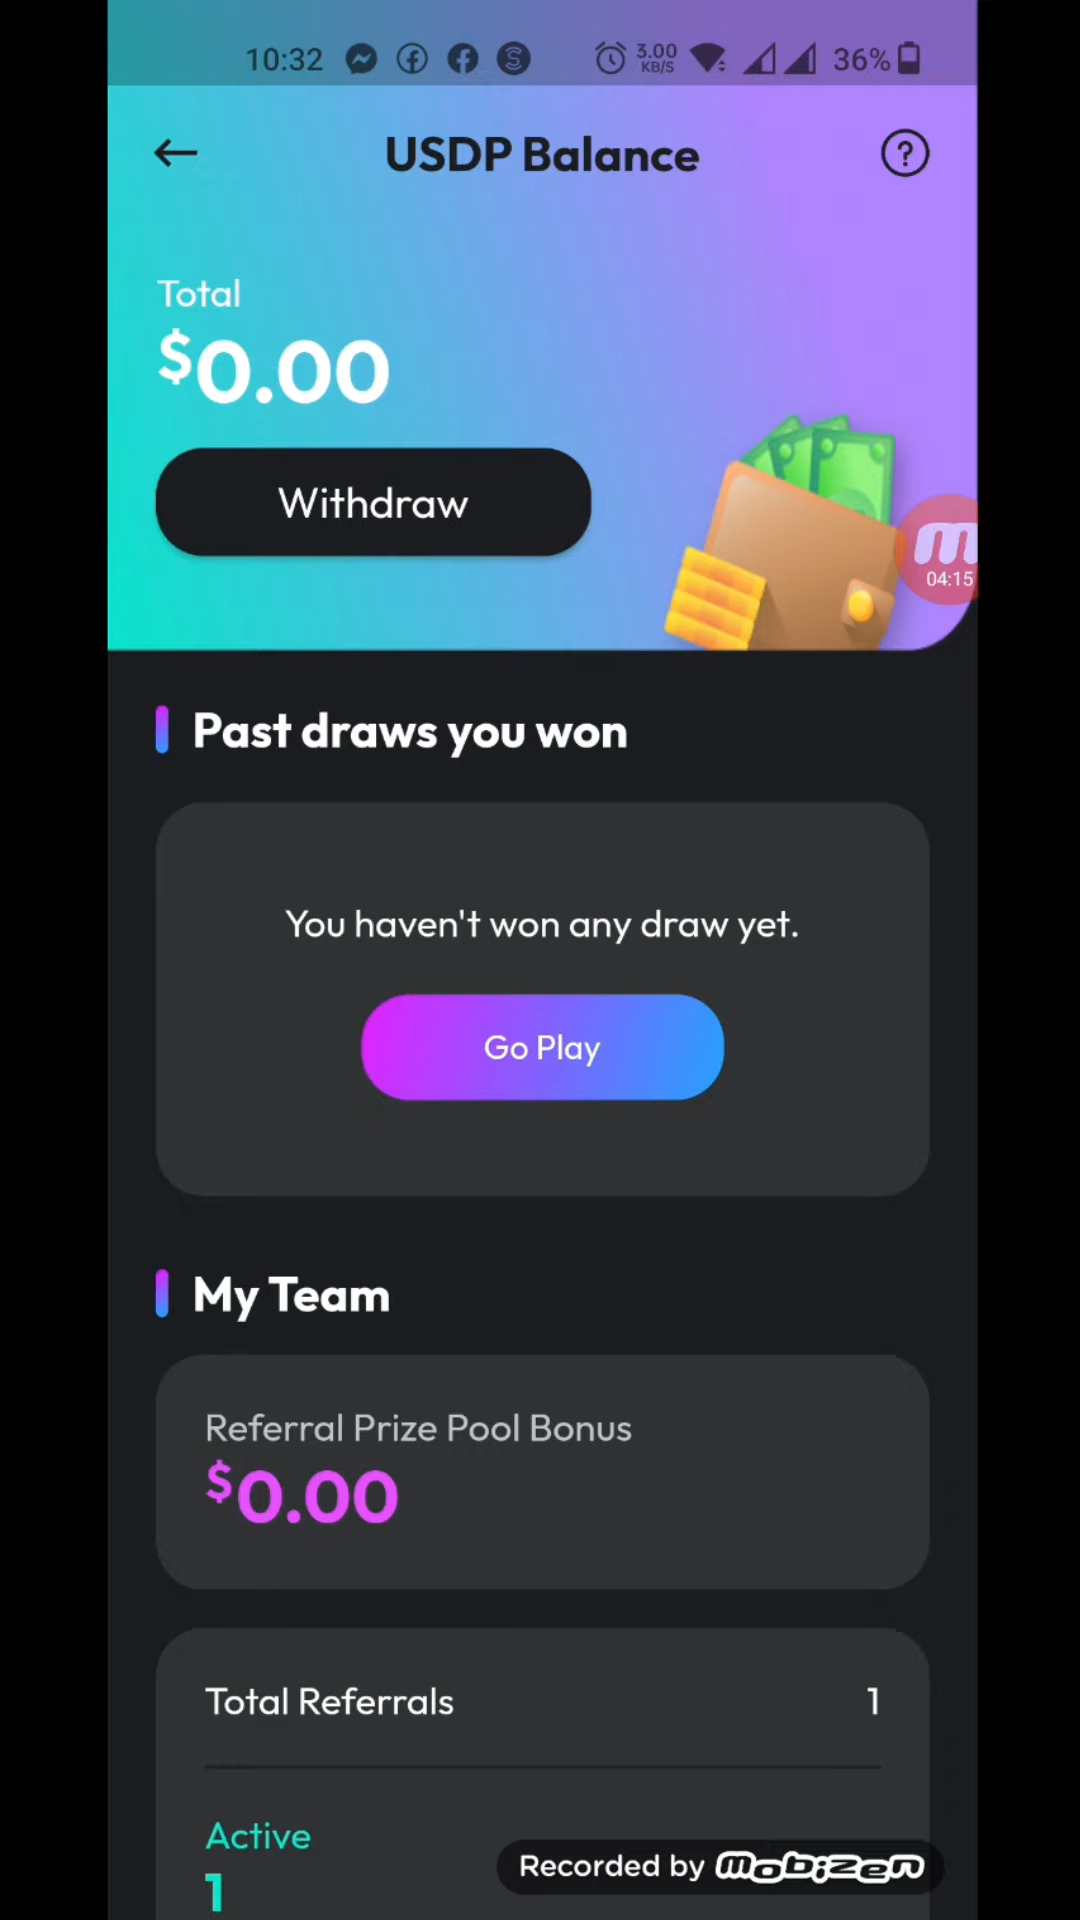 10:32 3.00 KB/S 36%
USDP Balance
Total
$0.00
Withdraw
04:15
Past draws you won
You haven't won any draw yet.
Go Play
My Team
Referral Prize Pool Bonus
$0.00
Total Referrals 1
Active
1
Recorded by mobizen